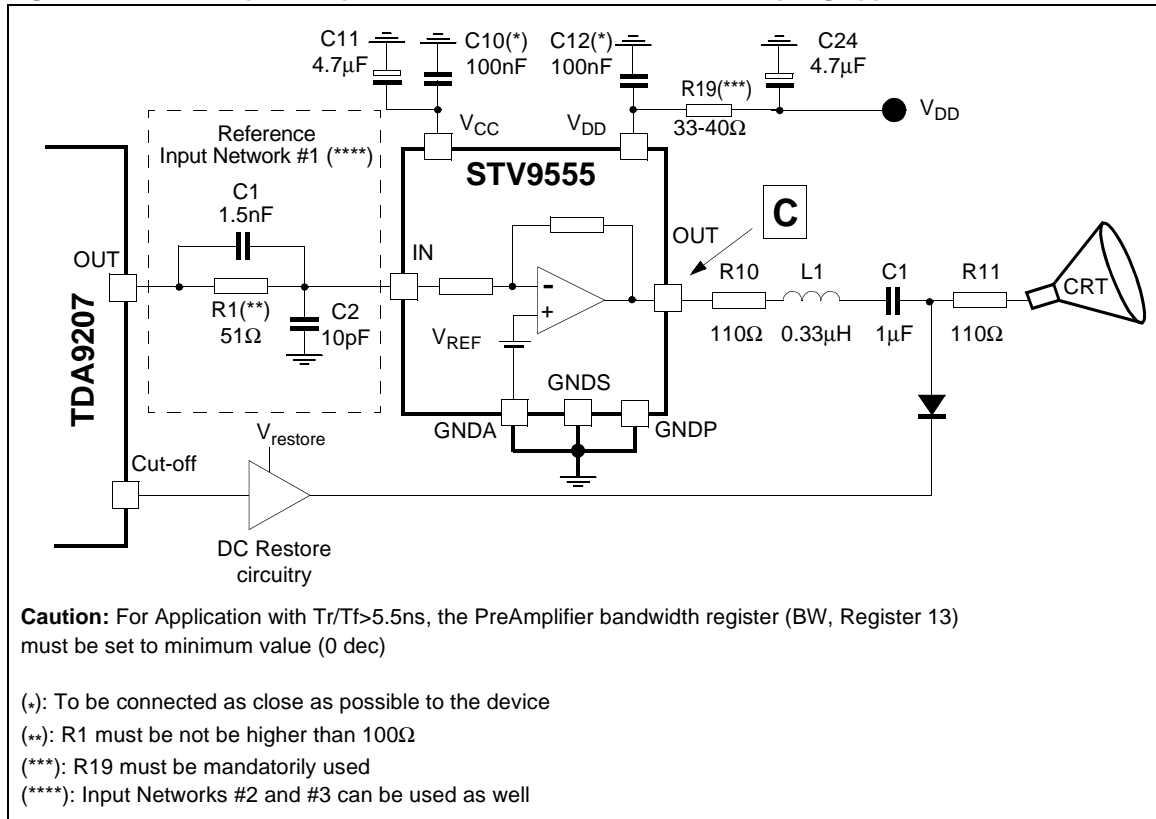 C11
4.7μF
C10(*)
100nF
C12(*)
100nF
C24
4.7μF
R19(***)
33-40Ω
VDD
VCC
VDD
Reference
Input Network #1 (****)
STV9555
C1
1.5nF
C
OUT
IN
OUT
R10
L1
C1
R11
CRT
R1(**)
51Ω
C2
10pF
110Ω
0.33μH
1μF
110Ω
VREF
TDA9207
GNDS
GNDA
GNDP
Vrestore
Cut-off
DC Restore
circuitry
Caution: For Application with Tr/Tf>5.5ns, the PreAmplifier bandwidth register (BW, Register 13)
must be set to minimum value (0 dec)
(*): To be connected as close as possible to the device
(**): R1 must be not be higher than 100Ω
(***): R19 must be mandatorily used
(****): Input Networks #2 and #3 can be used as well